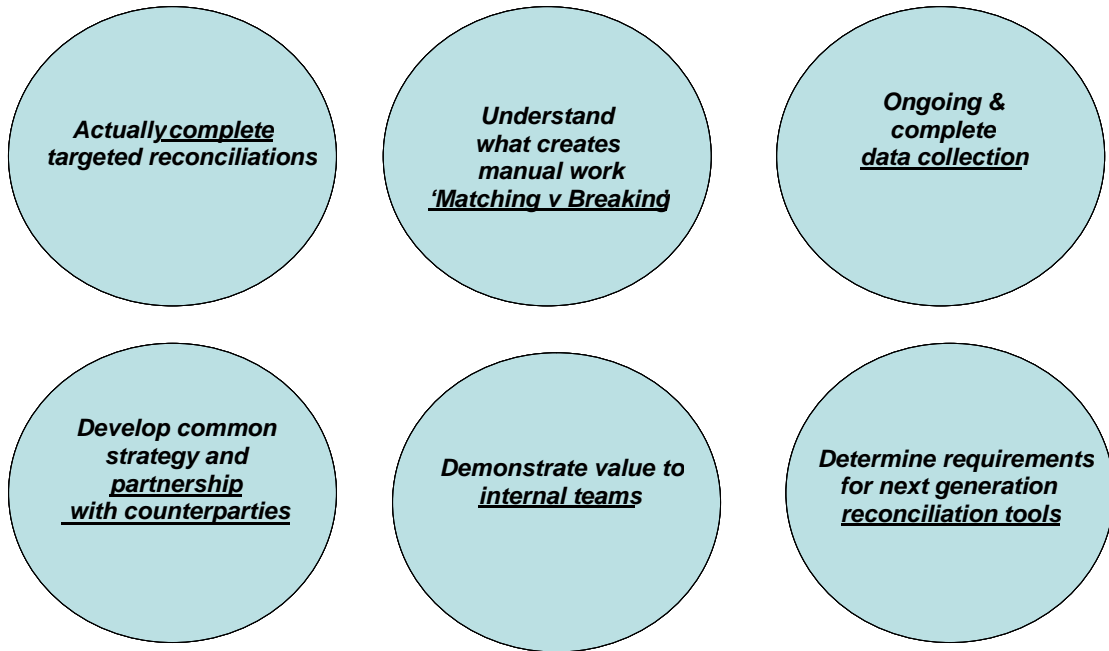 Actually complete
targeted reconciliations
Understand
what creates
manual work
‘Matching v Breaking’
Ongoing &
complete
data collection
Develop common
strategy and
partnership
with counterparties
Demonstrate value to
internal teams
Determine requirements
for next generation
reconciliation tools